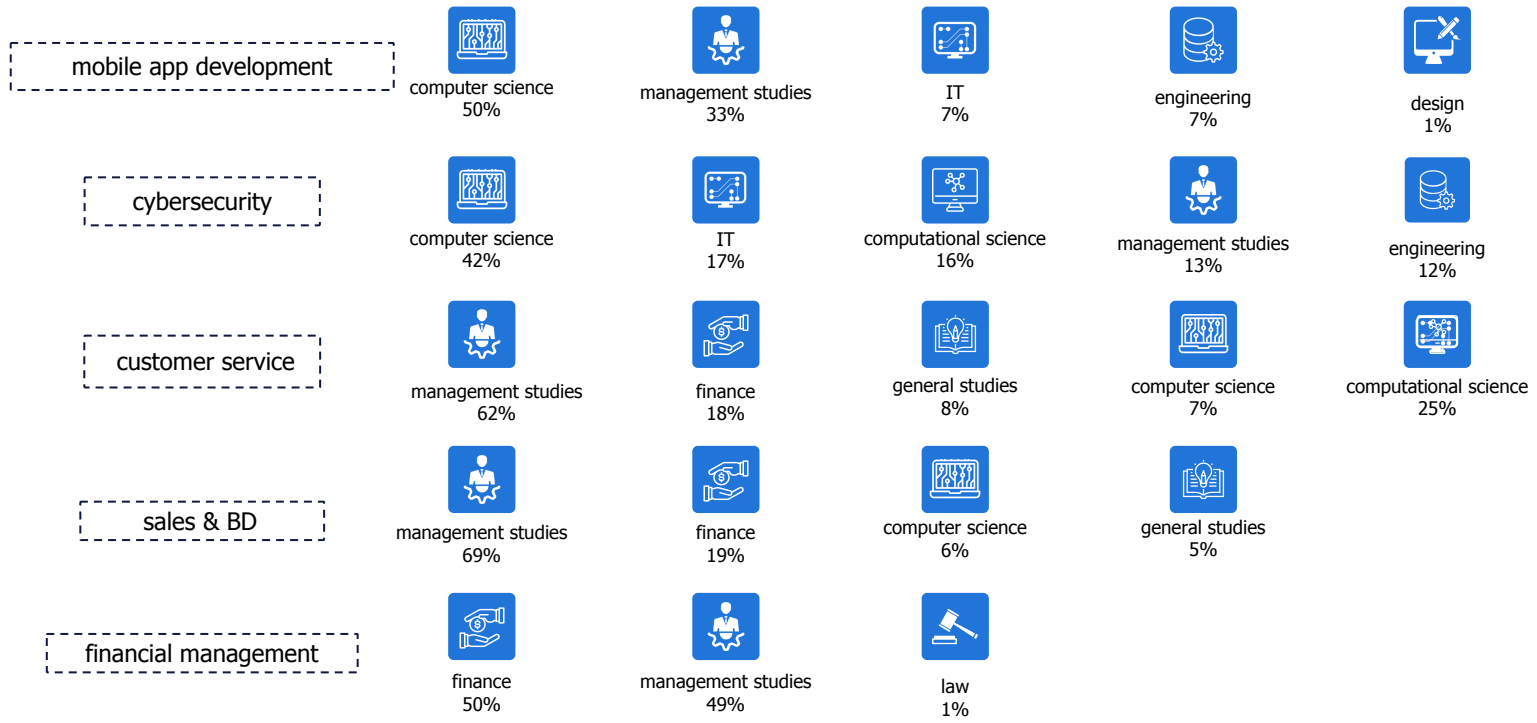 mobile app development
computer science
50%
management studies
33%
IT
7%
engineering
7%
design
1%
cybersecurity
computer science
42%
IT
17%
computational science
16%
management studies
13%
engineering
12%
customer service
management studies
62%
finance
18%
general studies
8%
computer science
7%
computational science
25%
sales & BD
management studies
69%
finance
19%
computer science
6%
general studies
5%
financial management
finance
50%
management studies
49%
law
1%